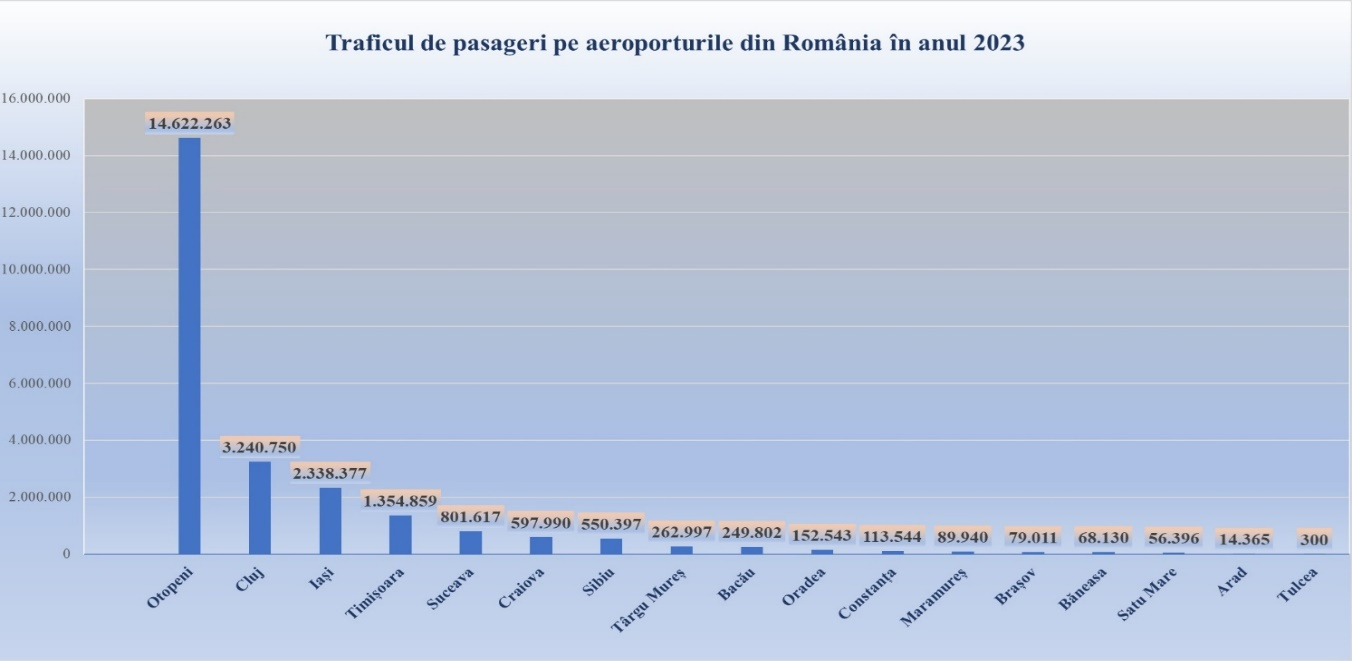 Traficul de pasageri pe aeroporturile din România în anul 2023
16.000.000
14.000.000
12.000.000
10.000.000
8.000.000
6.000.000
4.000.000
2.000.000
0
14.622.263
3.240.750
2.338.377
1.354.859
801.617
597.990
550.397
262.997
249.802
152.543
113.544
89.940
79.011
68.130
56.396
14.365
300
Otopeni
Cluj
Iași
Timișoara
Suceava
Craiova
Sibiu
Târgu Mureș
Bacău
Oradea
Constanța
Maramureș
Brașov
Băneasa
Satu Mare
Arad
Tulcea